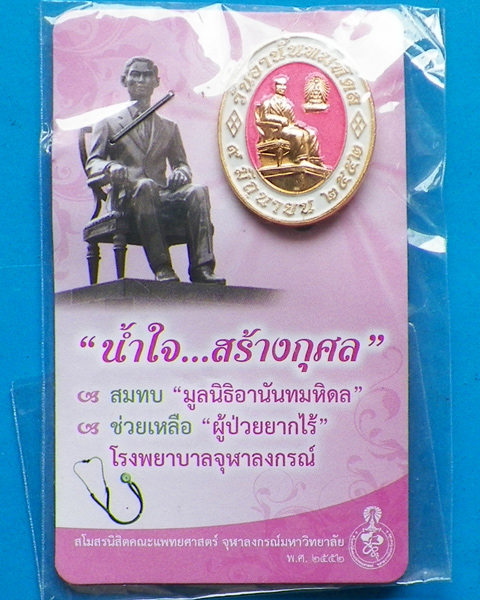 วันอานันทมหิดล
๙ มิถุนายน ๒๕๕๒
“น้ำใจ...สร้างกุศล”
สมทบ “มูลนิธิอานันทมหิดล”
ช่วยเหลือ “ผู้ป่วยยากไร้”
โรงพยาบาลจุฬาลงกรณ์
สโมสรนิสิตคณะแพทยศาสตร์ จุฬาลงกรณ์มหาวิทยาลัย
พ.ศ. ๒๕๕๒